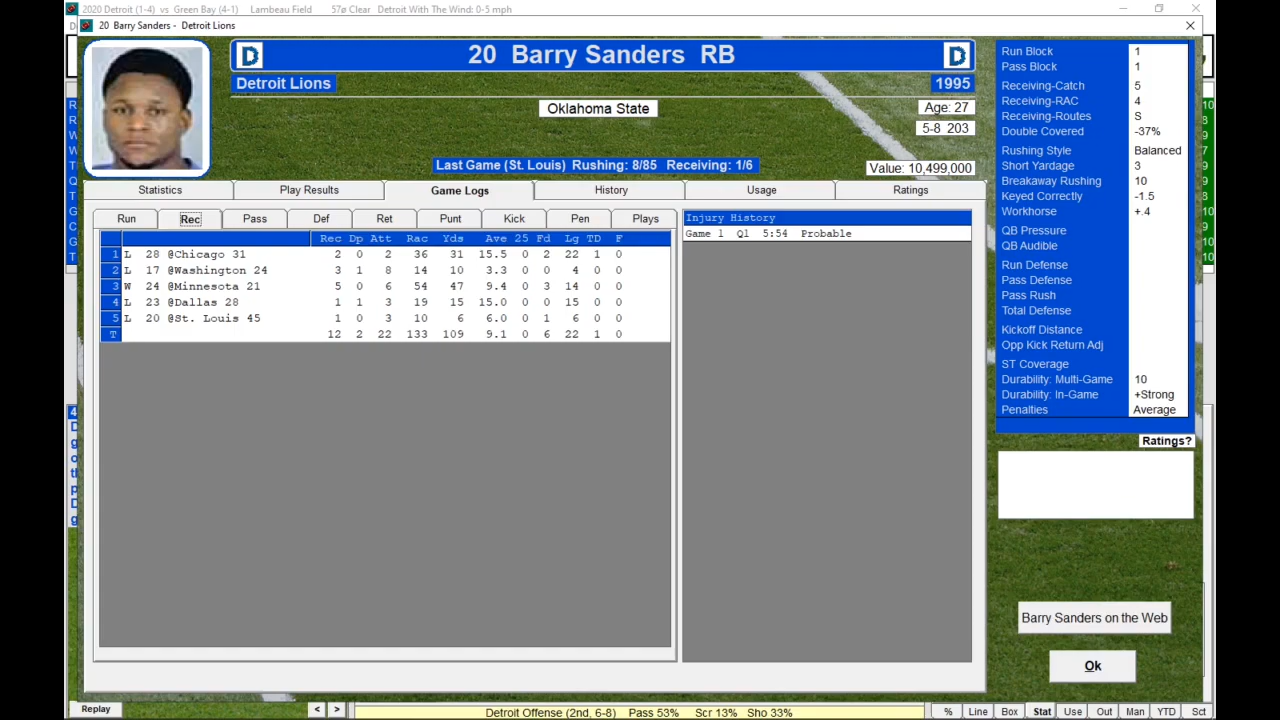 2020 Detroit (1-4) vs Green Bay (4-1) Lambeau Field 57ø Clear Detroit With The Wind: 0-5 mph
20 Barry Sanders - Detroit Lions
D 20 Barry Sanders RB D
Detroit Lions 1995
Oklahoma State Age: 27
5-8 203
Last Game (St. Louis) Rushing: 8/85 Receiving: 1/6 Value: 10,499,000
Statistics Play Results Game Logs History Usage Ratings
Run Rec Pass Def Ret Punt Kick Pen Plays
Rec Dp Att Rac Yds Ave 25 Fd Lg TD F
1 L 28 @Chicago 31 2 0 2 36 31 15.5 0 2 22 1 0
2 L 17 @Washington 24 3 1 8 14 10 3.3 0 0 4 0 0
3 W 24 @Minnesota 21 5 0 6 54 47 9.4 0 3 14 0 0
4 L 23 @Dallas 28 1 1 3 19 15 15.0 0 0 15 0 0
5 L 20 @St. Louis 45 1 0 3 10 6 6.0 0 1 6 0 0
T 12 2 22 133 109 9.1 0 6 22 1 0
Injury History
Game 1 Q1 5:54 Probable
Run Block 1
Pass Block 1
Receiving-Catch 5
Receiving-RAC 4
Receiving-Routes S
Double Covered -37%
Rushing Style Balanced
Short Yardage 3
Breakaway Rushing 10
Keyed Correctly -1.5
Workhorse +.4
QB Pressure
QB Audible
Run Defense
Pass Defense
Pass Rush
Total Defense
Kickoff Distance
Opp Kick Return Adj
ST Coverage
Durability: Multi-Game 10
Durability: In-Game +Strong
Penalties Average
Ratings?
Barry Sanders on the Web
Ok
Replay < > Detroit Offense (2nd, 6-8) Pass 53% Scr 13% Sho 33% % Line Box Stat Use Out Man YTD Sct